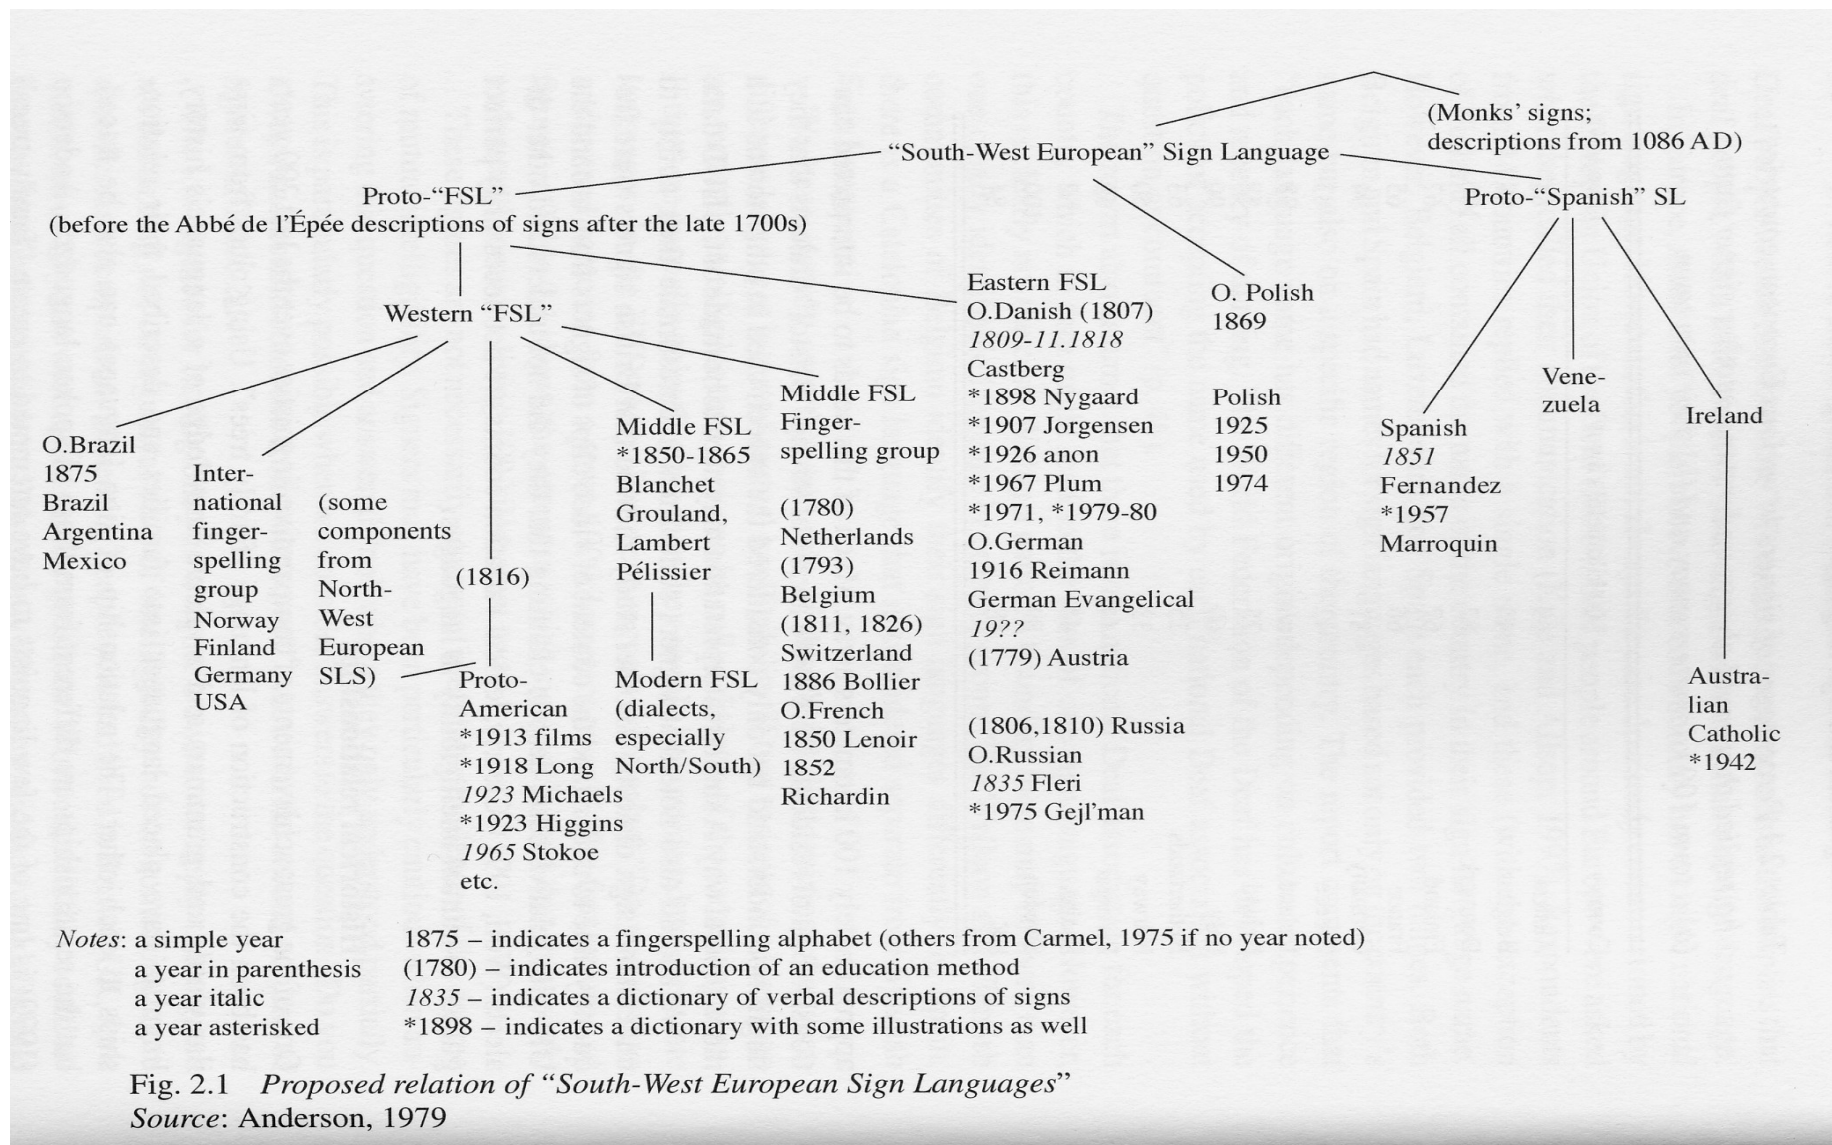 (Monks’ signs;
descriptions from 1086 AD)
“South-West European” Sign Language
Proto-“FSL”
(before the Abbé de l’Épée descriptions of signs after the late 1700s)
Proto-“Spanish” SL
Western “FSL”
O.Brazil
1875
Brazil
Argentina
Mexico
Inter-
national
finger-
spelling
group
Norway
Finland
Germany
USA
(some
components
from
North-
West
European
SLS)
(1816)
Proto-
American
*1913 films
*1918 Long
1923 Michaels
*1923 Higgins
1965 Stokoe
etc.
Middle FSL
*1850-1865
Blanchet
Grouland,
Lambert
Pélissier
Modern FSL
(dialects,
especially
North/South)
Middle FSL
Finger-
spelling group
(1780)
Netherlands
(1793)
Belgium
(1811, 1826)
Switzerland
1886 Bollier
O.French
1850 Lenoir
1852
Richardin
Eastern FSL
O.Danish (1807)
1809-11.1818
Castberg
*1898 Nygaard
*1907 Jorgensen
*1926 anon
*1967 Plum
*1971, *1979-80
O.German
1916 Reimann
German Evangelical
19??
(1779) Austria
(1806,1810) Russia
O.Russian
1835 Fleri
*1975 Gejl’man
O. Polish
1869
Polish
1925
1950
1974
Spanish
1851
Fernandez
*1957
Marroquin
Vene-
zuela
Ireland
Austra-
lian
Catholic
*1942
Notes: a simple year 1875 – indicates a fingerspelling alphabet (others from Carmel, 1975 if no year noted)
a year in parenthesis (1780) – indicates introduction of an education method
a year italic 1835 – indicates a dictionary of verbal descriptions of signs
a year asterisked *1898 – indicates a dictionary with some illustrations as well
Fig. 2.1 Proposed relation of “South-West European Sign Languages”
Source: Anderson, 1979